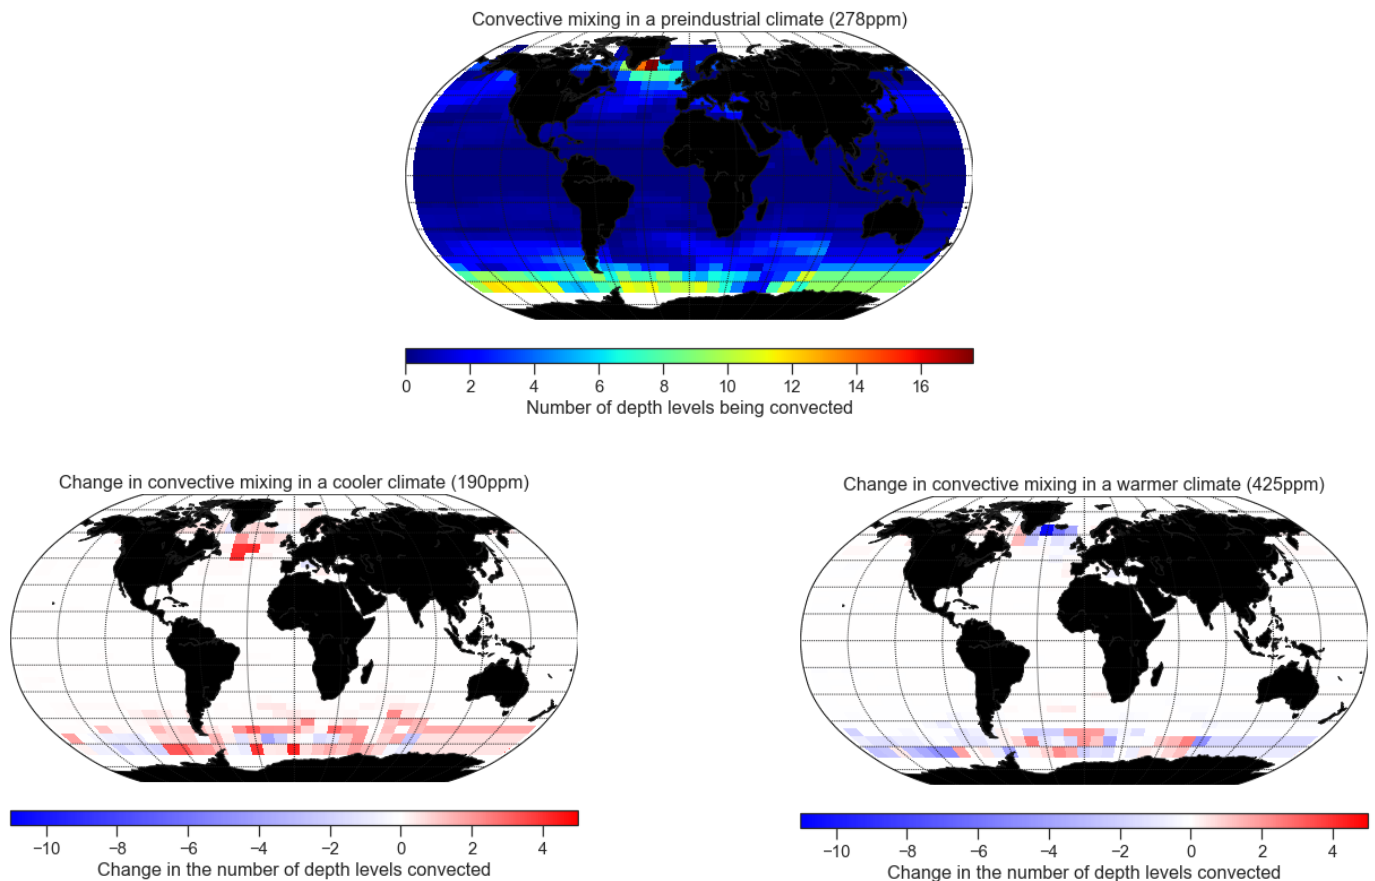 Convective mixing in a preindustrial climate (278ppm)
0 2 4 6 8 10 12 14 16
Number of depth levels being convected
Change in convective mixing in a cooler climate (190ppm)
−10 −8 −6 −4 −2 0 2 4
Change in the number of depth levels convected
Change in convective mixing in a warmer climate (425ppm)
−10 −8 −6 −4 −2 0 2 4
Change in the number of depth levels convected